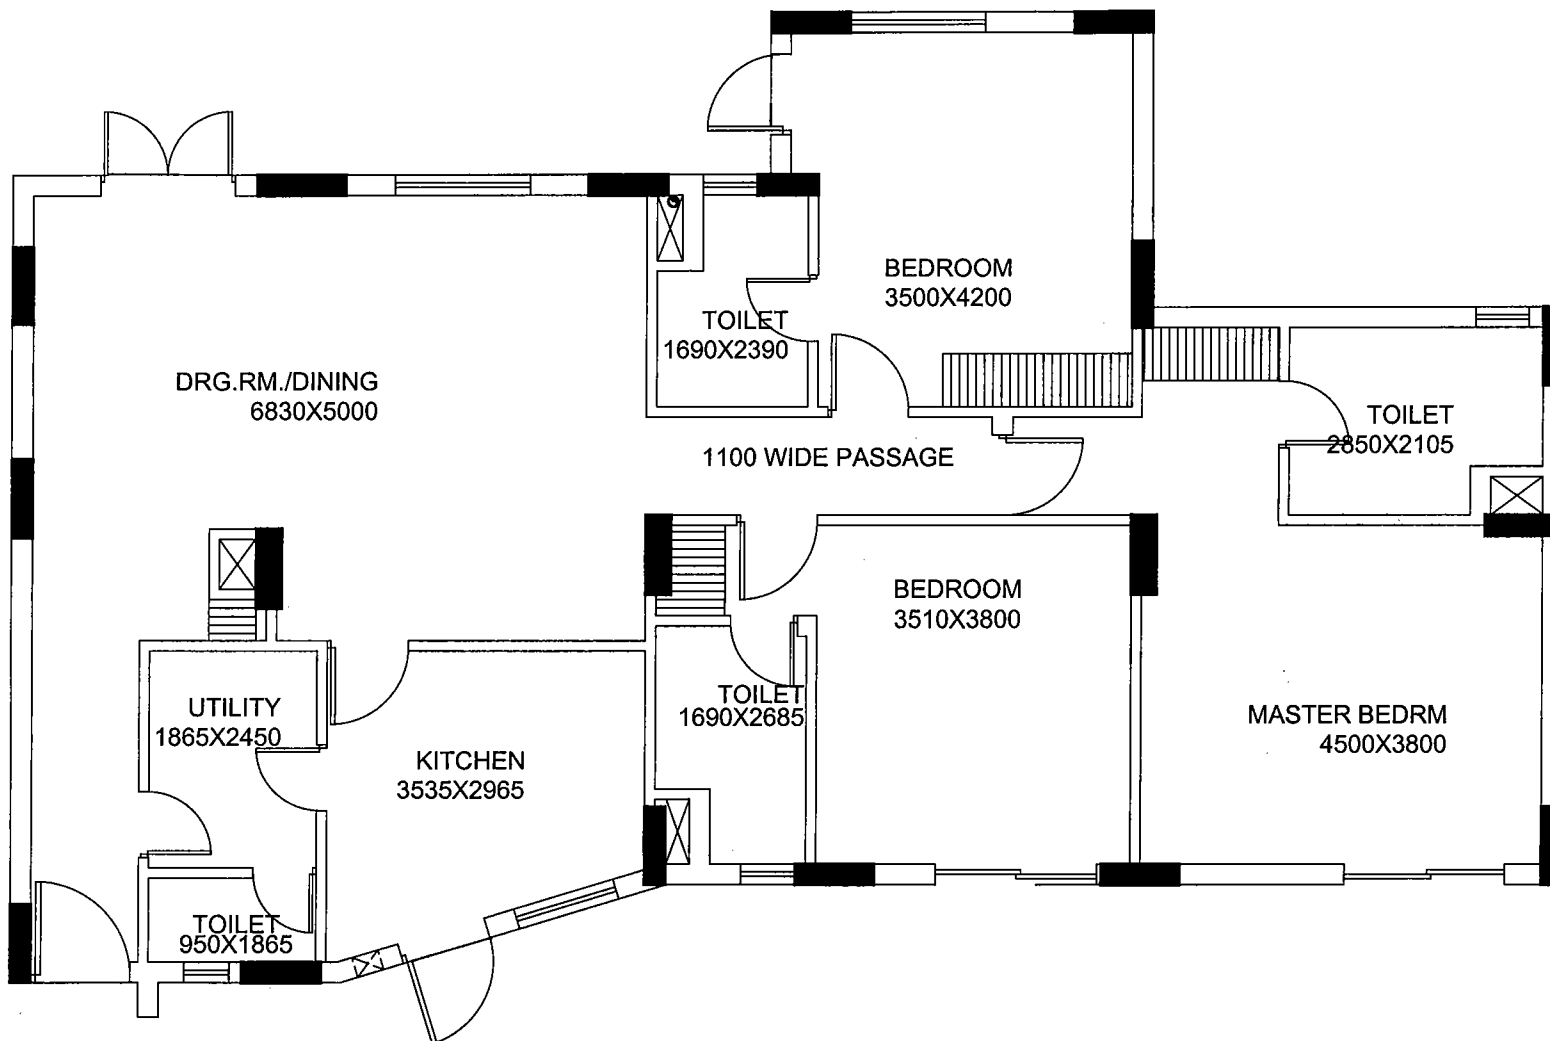 BEDROOM
3500X4200
TOILET
1690X2390
DRG.RM./DINING
6830X5000
TOILET
2850X2105
1100 WIDE PASSAGE
BEDROOM
3510X3800
TOILET
1690X2685
UTILITY
1865X2450
MASTER BEDRM
4500X3800
KITCHEN
3535X2965
TOILET
950X1865